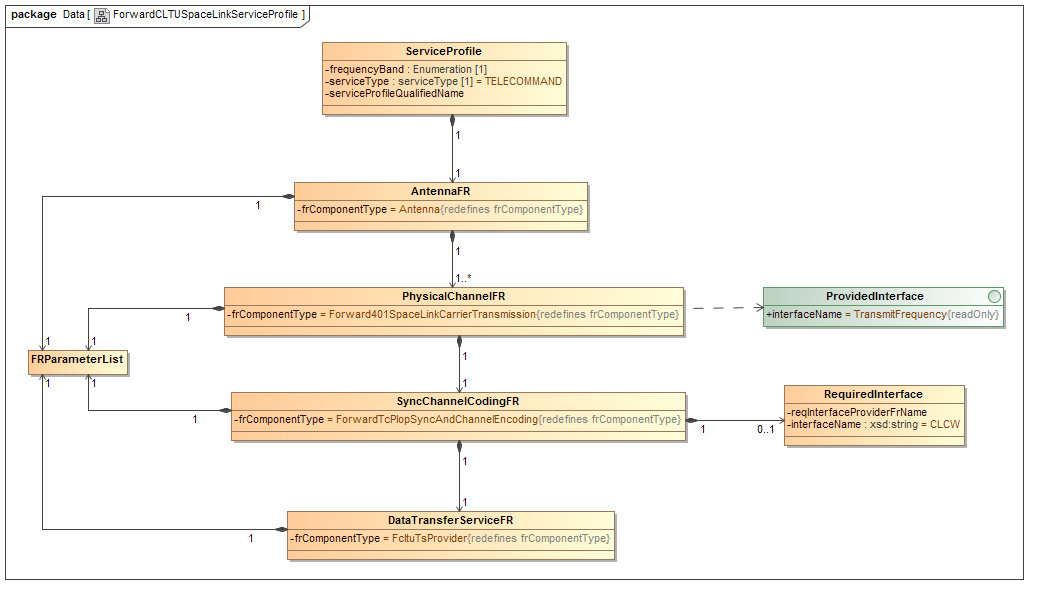 package Data [ ForwardCLTUSpaceLinkServiceProfile ]
ServiceProfile
-frequencyBand : Enumeration [1]
-serviceType : serviceType [1] = TELECOMMAND
-serviceProfileQualifiedName
1
1
AntennaFR
-frComponentType = Antenna{redefines frComponentType}
1
1
1..*
PhysicalChannelFR
-frComponentType = Forward401SpaceLinkCarrierTransmission{redefines frComponentType}
1
ProvidedInterface
+interfaceName = TransmitFrequency{readOnly}
1
1
FRParameterList
1
1
1
1
SyncChannelCodingFR
-frComponentType = ForwardTcPlopSyncAndChannelEncoding{redefines frComponentType}
1
1
0..1
RequiredInterface
-reqInterfaceProviderFrName
-interfaceName : xsd:string = CLCW
1
1
DataTransferServiceFR
-frComponentType = FcltuTsProvider{redefines frComponentType}
1